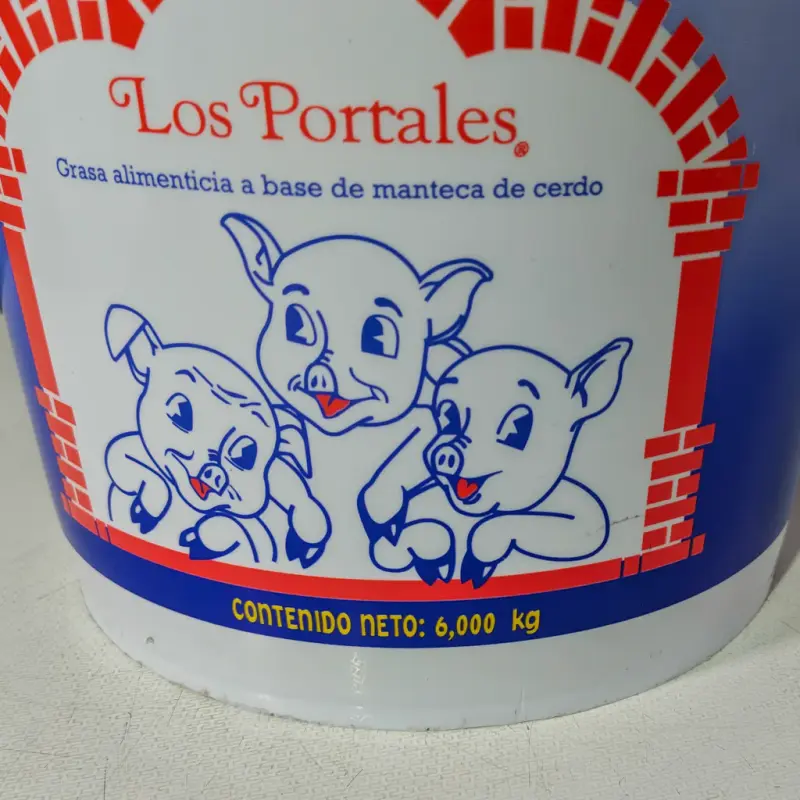 Los Portales®
Grasa alimenticia a base de manteca de cerdo
CONTENIDO NETO: 6,000 kg